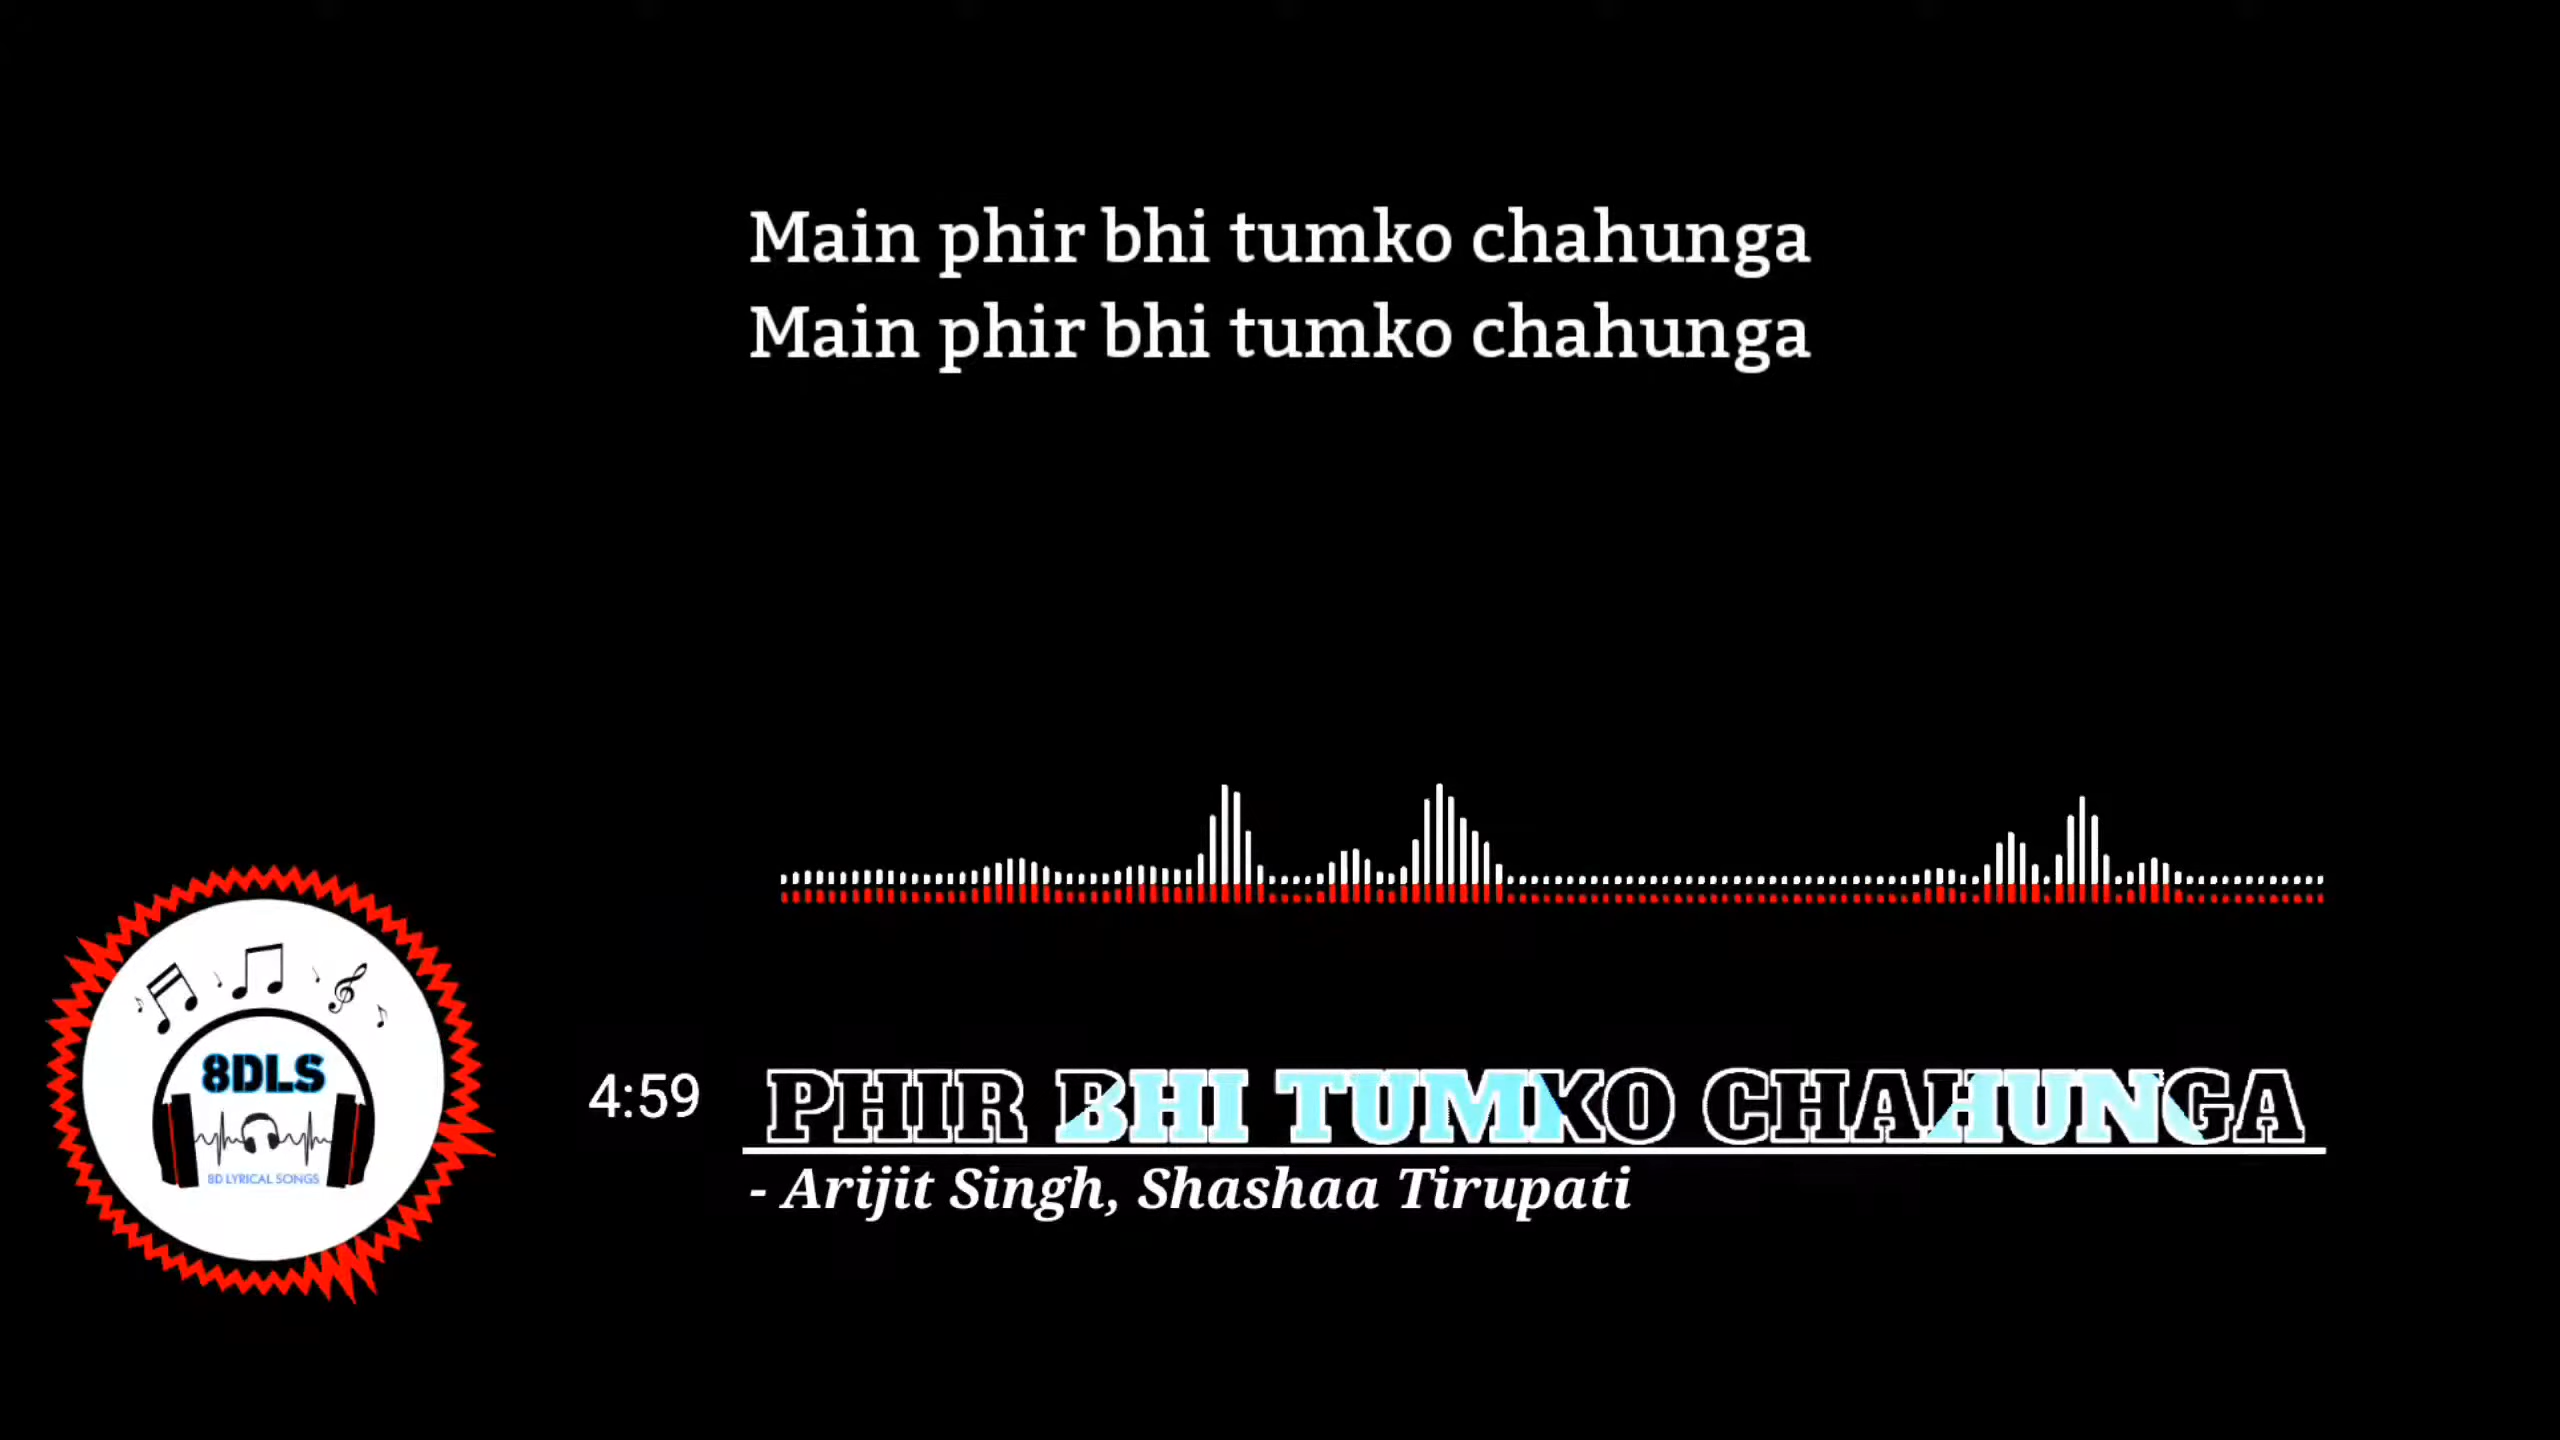 Main phir bhi tumko chahunga
Main phir bhi tumko chahunga
8DLS
8D LYRICAL SONGS
4:59
PHIR BHI TUMKO CHAHUNGA
- Arijit Singh, Shashaa Tirupati